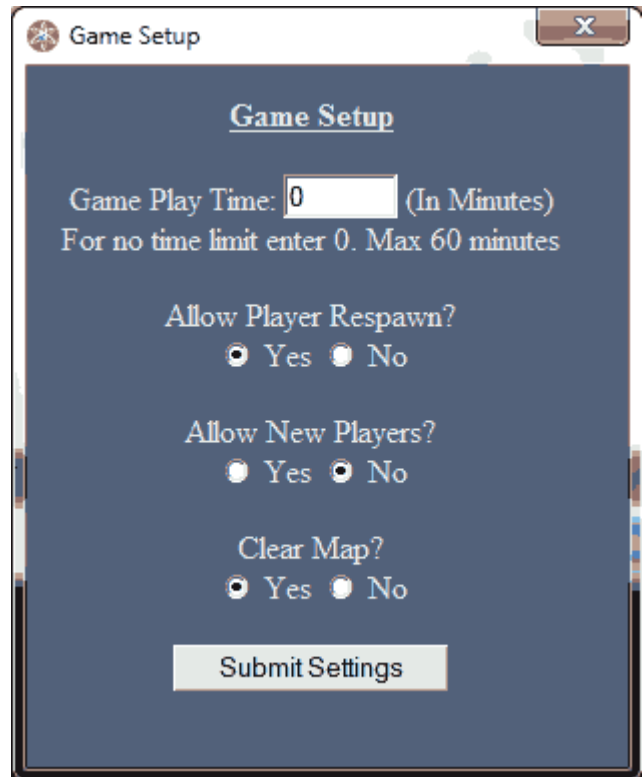 Game Setup
Game Setup
Game Play Time: 0 (In Minutes)
For no time limit enter 0. Max 60 minutes
Allow Player Respawn?
Yes No
Allow New Players?
Yes No
Clear Map?
Yes No
Submit Settings